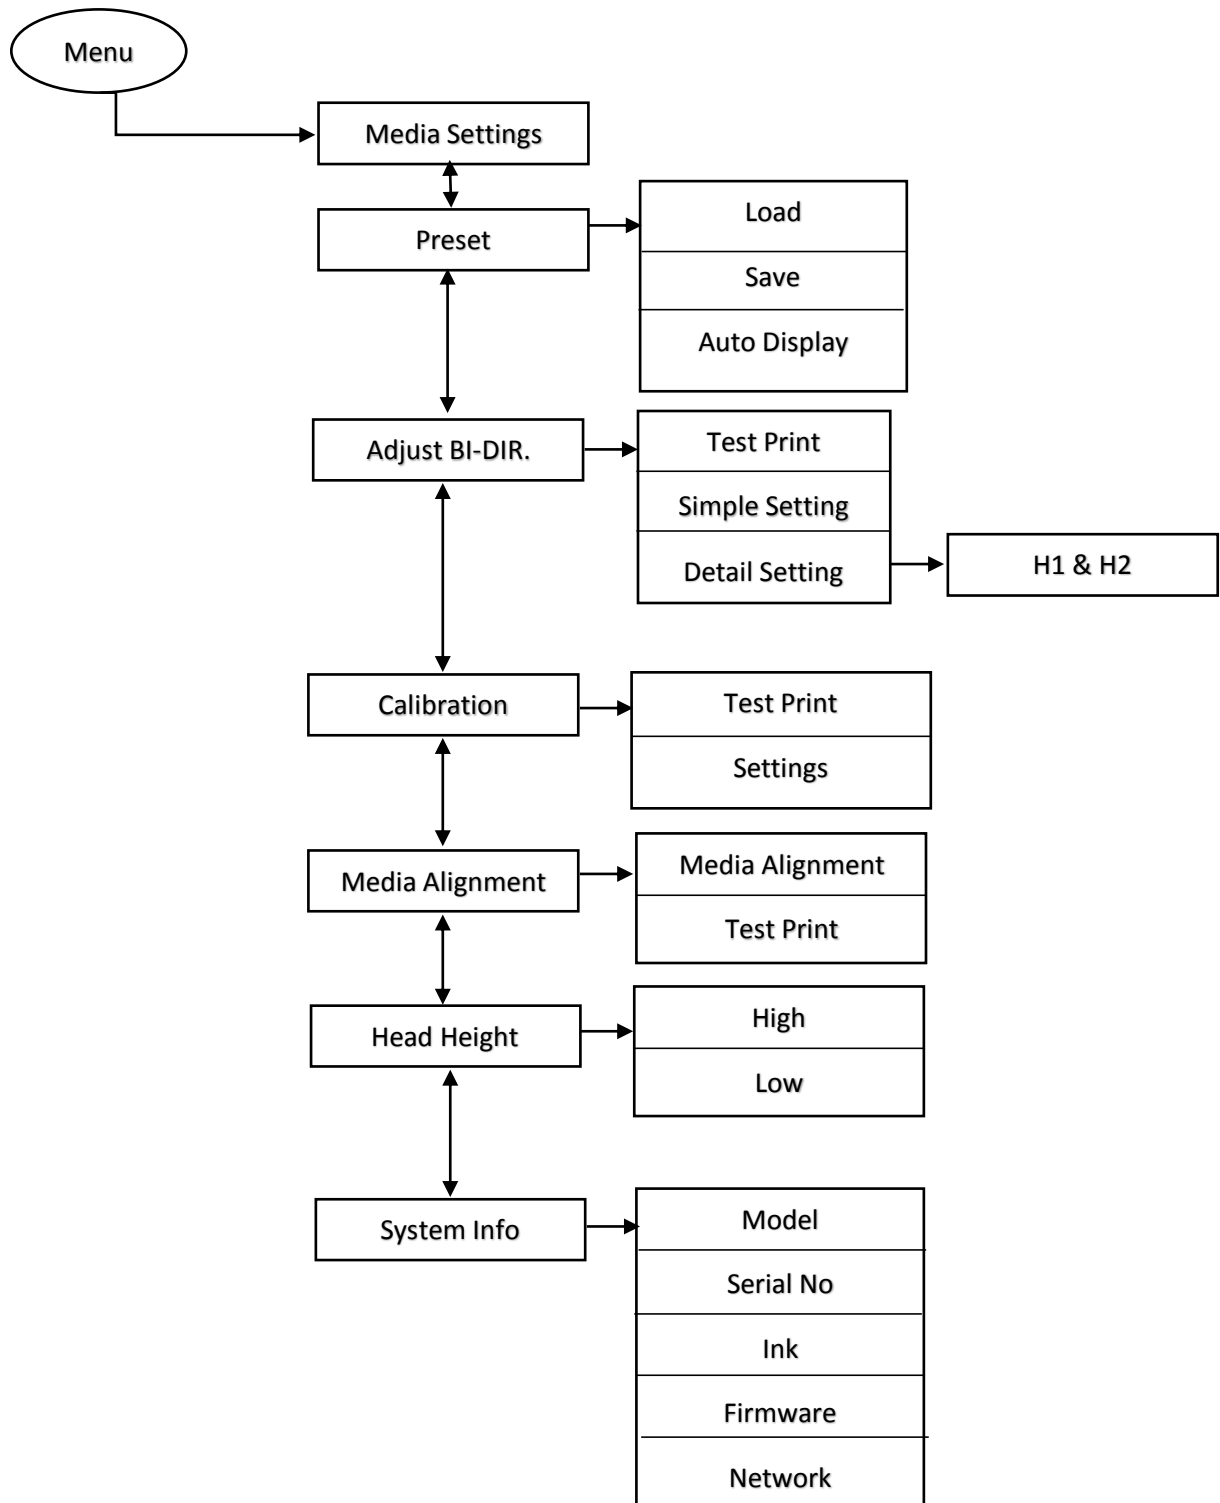 Menu
Media Settings
Preset
Load
Save
Auto Display
Adjust BI-DIR.
Test Print
Simple Setting
Detail Setting
H1 & H2
Calibration
Test Print
Settings
Media Alignment
Media Alignment
Test Print
Head Height
High
Low
System Info
Model
Serial No
Ink
Firmware
Network